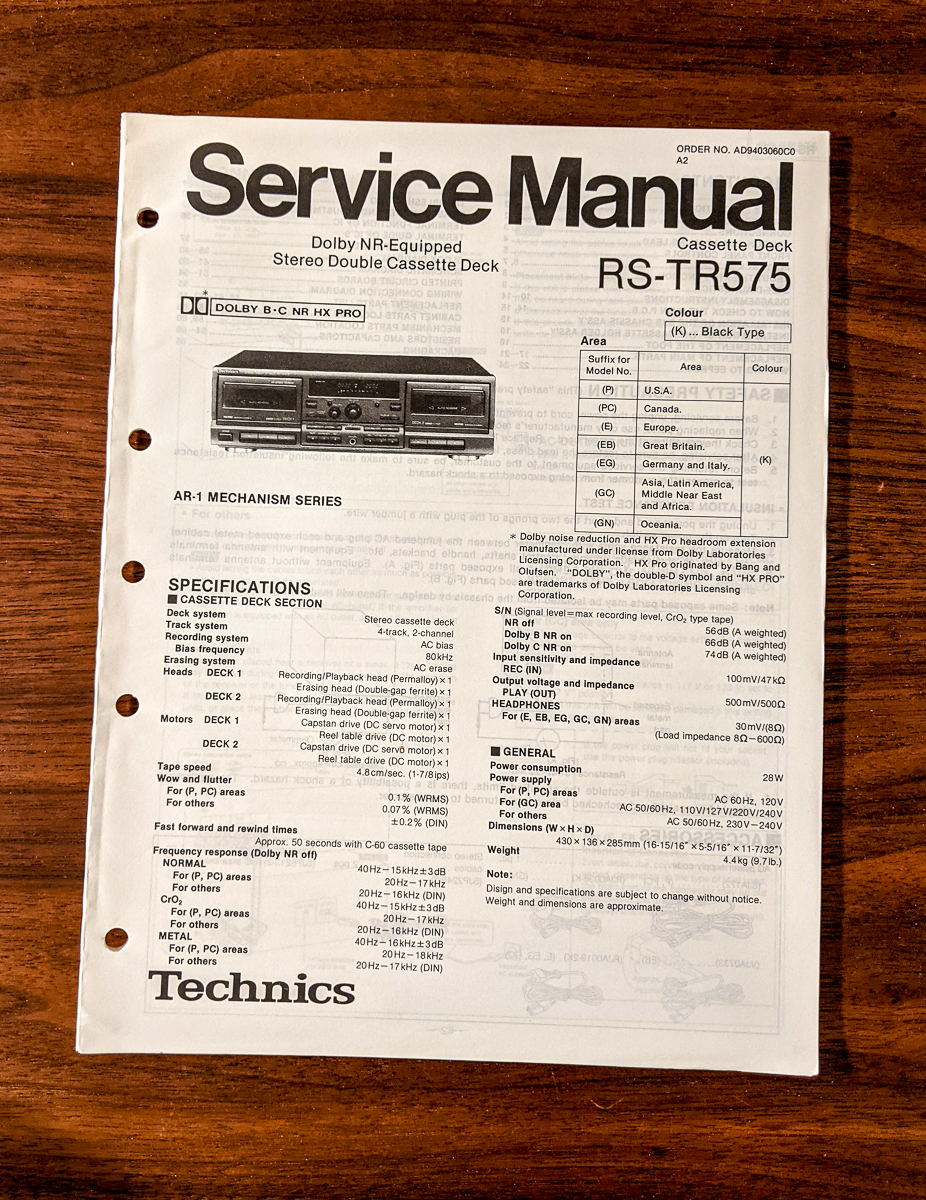 ORDER NO. AD9403060C0
A2
Service Manual
Dolby NR-Equipped
Stereo Double Cassette Deck
Cassette Deck
RS-TR575
DOLBY B·C NR HX PRO
*
Colour
(K) ... Black Type
Area
Suffix for Model No. Area Colour
(P) U.S.A.
(PC) Canada.
(E) Europe.
(EB) Great Britain.
(EG) Germany and Italy.
(GC) Asia, Latin America, Middle Near East and Africa.
(GN) Oceania.
(K)
Technics
AR-1 MECHANISM SERIES
* Dolby noise reduction and HX Pro headroom extension
manufactured under license from Dolby Laboratories
Licensing Corporation. HX Pro originated by Bang and
Olufsen. “DOLBY”, the double-D symbol and “HX PRO”
are trademarks of Dolby Laboratories Licensing
Corporation.
SPECIFICATIONS
■ CASSETTE DECK SECTION
Deck system Stereo cassette deck
Track system 4-track, 2-channel
Recording system AC bias
Bias frequency 80kHz
Erasing system AC erase
Heads DECK 1 Recording/Playback head (Permalloy)×1
Erasing head (Double-gap ferrite)×1
DECK 2 Recording/Playback head (Permalloy)×1
Erasing head (Double-gap ferrite)×1
Motors DECK 1 Capstan drive (DC servo motor)×1
Reel table drive (DC motor)×1
DECK 2 Capstan drive (DC servo motor)×1
Reel table drive (DC motor)×1
Tape speed 4.8cm/sec. (1-7/8ips)
Wow and flutter
For (P, PC) areas 0.1% (WRMS)
For others 0.07% (WRMS)
±0.2% (DIN)
Fast forward and rewind times
Approx. 50 seconds with C-60 cassette tape
Frequency response (Dolby NR off)
NORMAL
For (P, PC) areas 40Hz−15kHz±3dB
For others 20Hz−17kHz
20Hz−16kHz (DIN)
CrO₂
For (P, PC) areas 40Hz−15kHz±3dB
For others 20Hz−17kHz
20Hz−16kHz (DIN)
METAL
For (P, PC) areas 40Hz−16kHz±3dB
For others 20Hz−18kHz
20Hz−17kHz (DIN)
S/N (Signal level=max recording level, CrO₂ type tape)
NR off 56dB (A weighted)
Dolby B NR on 66dB (A weighted)
Dolby C NR on 74dB (A weighted)
Input sensitivity and impedance
REC (IN) 100mV/47kΩ
Output voltage and impedance
PLAY (OUT) 500mV/500Ω
HEADPHONES
For (E, EB, EG, GC, GN) areas 30mV/(8Ω)
(Load impedance 8Ω−600Ω)
■ GENERAL
Power consumption 28W
Power supply
For (P, PC) areas AC 60Hz, 120V
For (GC) area AC 50/60Hz, 110V/127V/220V/240V
For others AC 50/60Hz, 230V−240V
Dimensions (W×H×D)
430×136×285mm (16-15/16"×5-5/16"×11-7/32")
Weight 4.4kg (9.7lb.)
Note:
Disign and specifications are subject to change without notice.
Weight and dimensions are approximate.
Technics